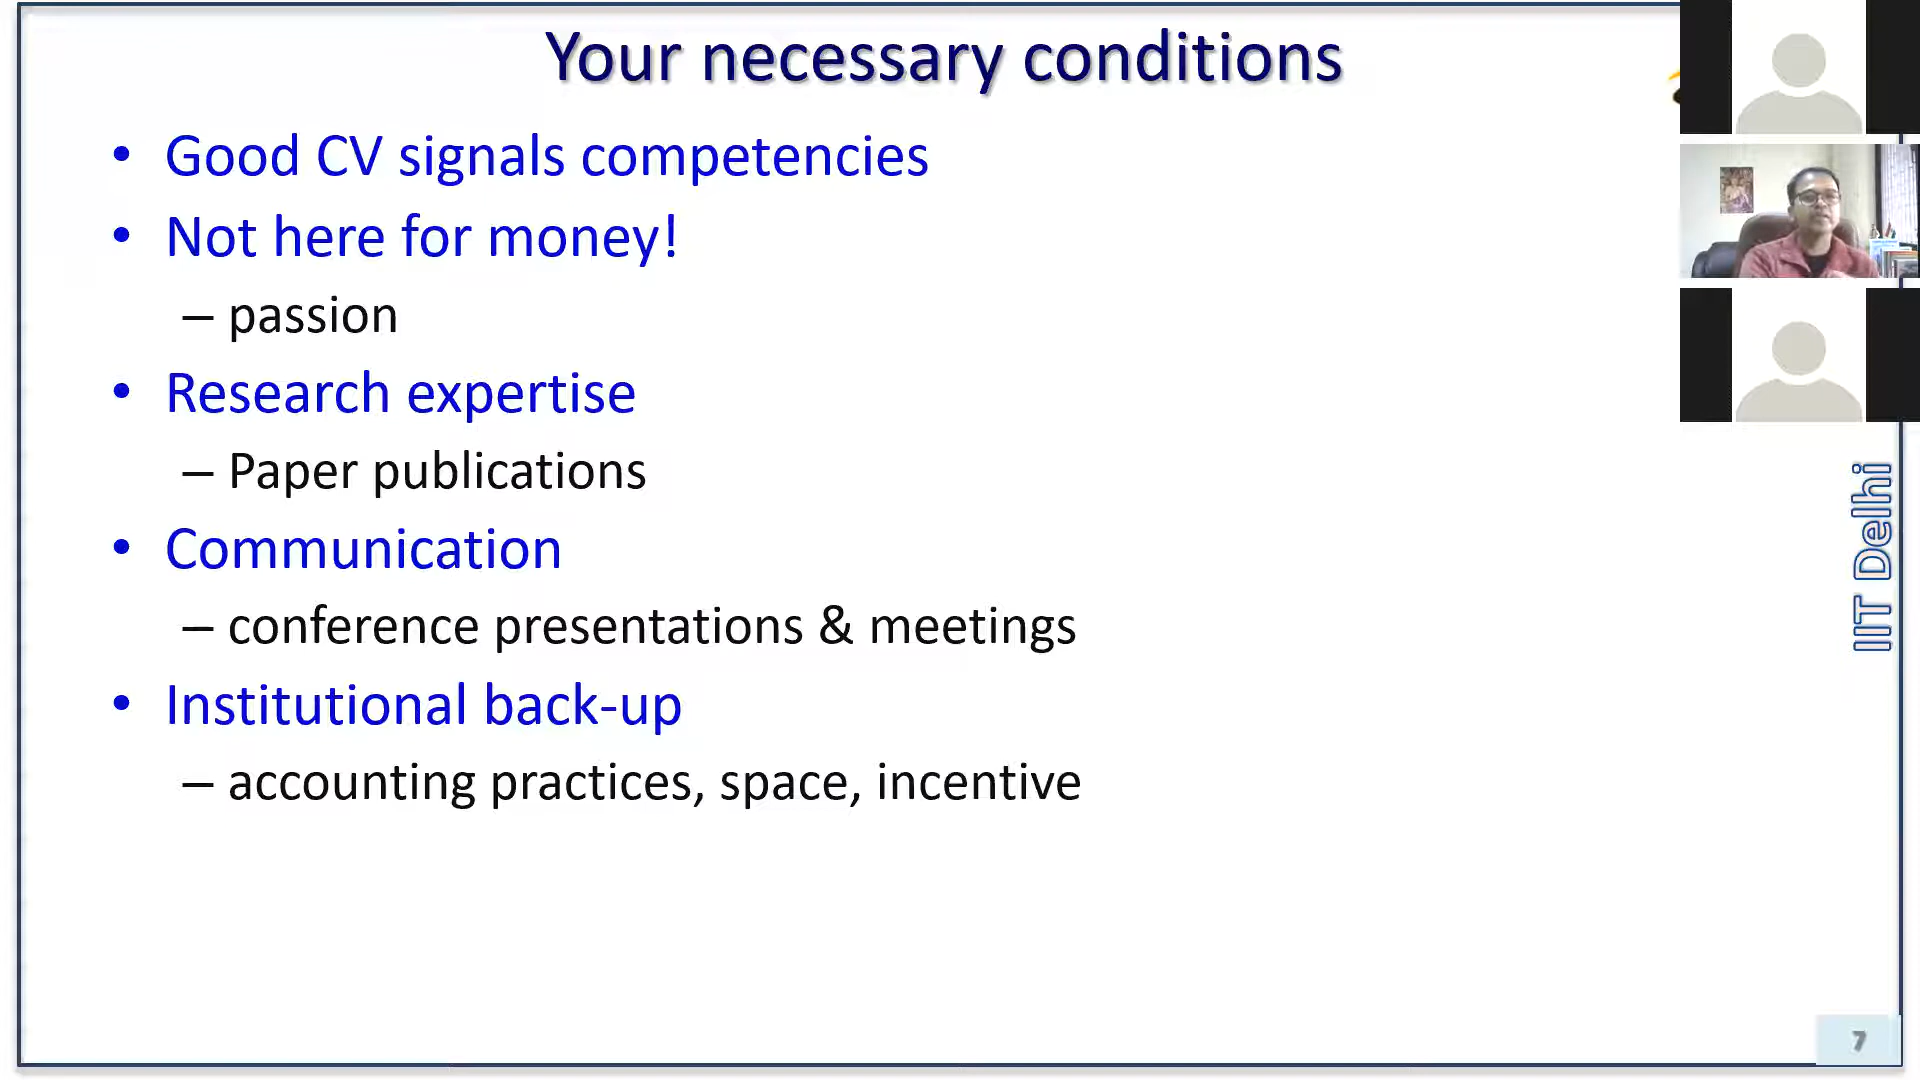 Your necessary conditions
• Good CV signals competencies
• Not here for money!
– passion
• Research expertise
– Paper publications
• Communication
– conference presentations & meetings
• Institutional back-up
– accounting practices, space, incentive
IIT Delhi
7